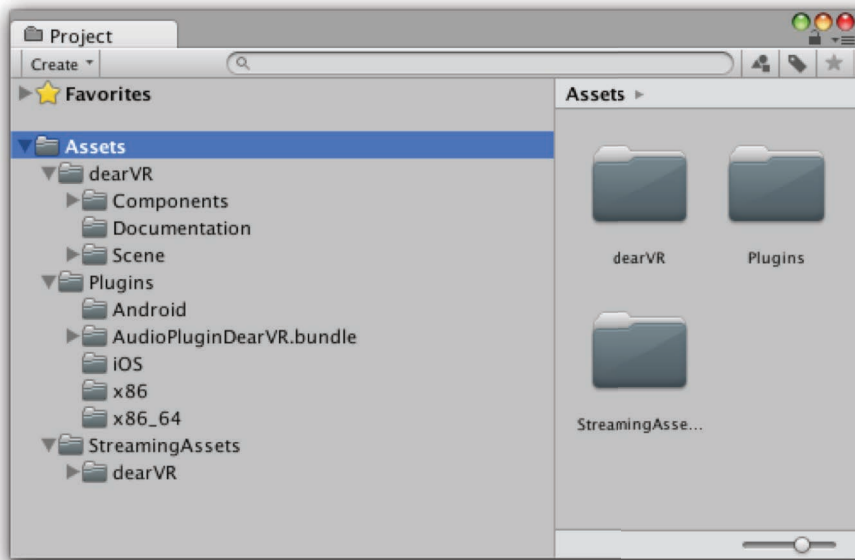 Project
Create
Favorites
Assets
dearVR
Components
Documentation
Scene
Plugins
Android
AudioPluginDearVR.bundle
iOS
x86
x86_64
StreamingAssets
dearVR
Assets
dearVR Plugins
StreamingAsse...